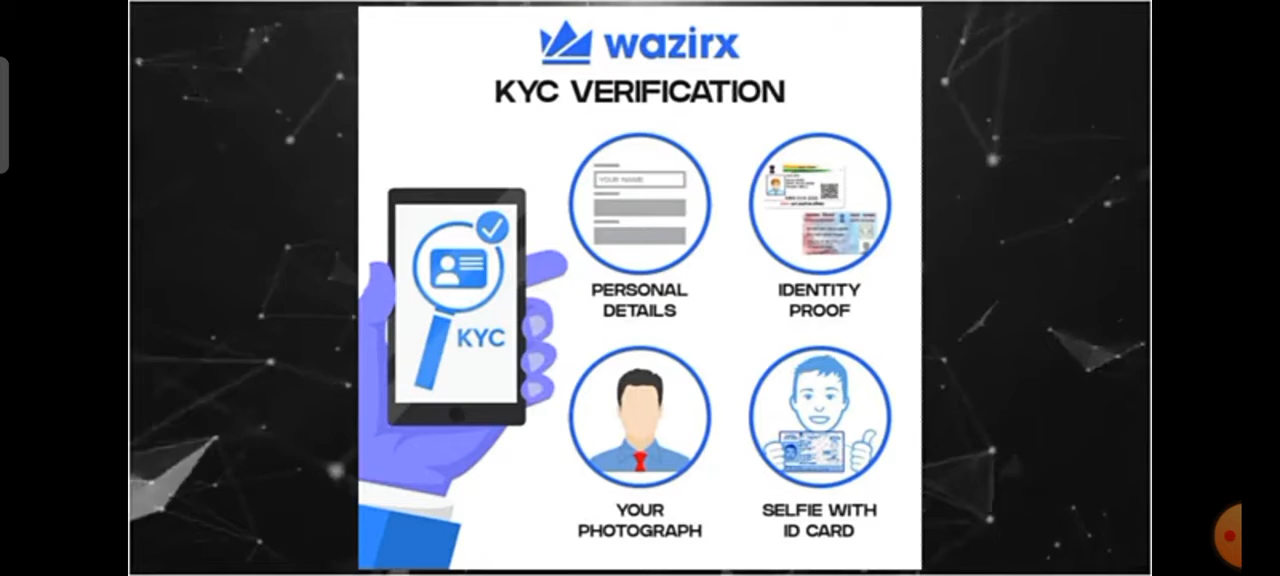 wazirx
KYC VERIFICATION
YOUR NAME
PERSONAL
DETAILS
IDENTITY
PROOF
KYC
YOUR
PHOTOGRAPH
SELFIE WITH
ID CARD